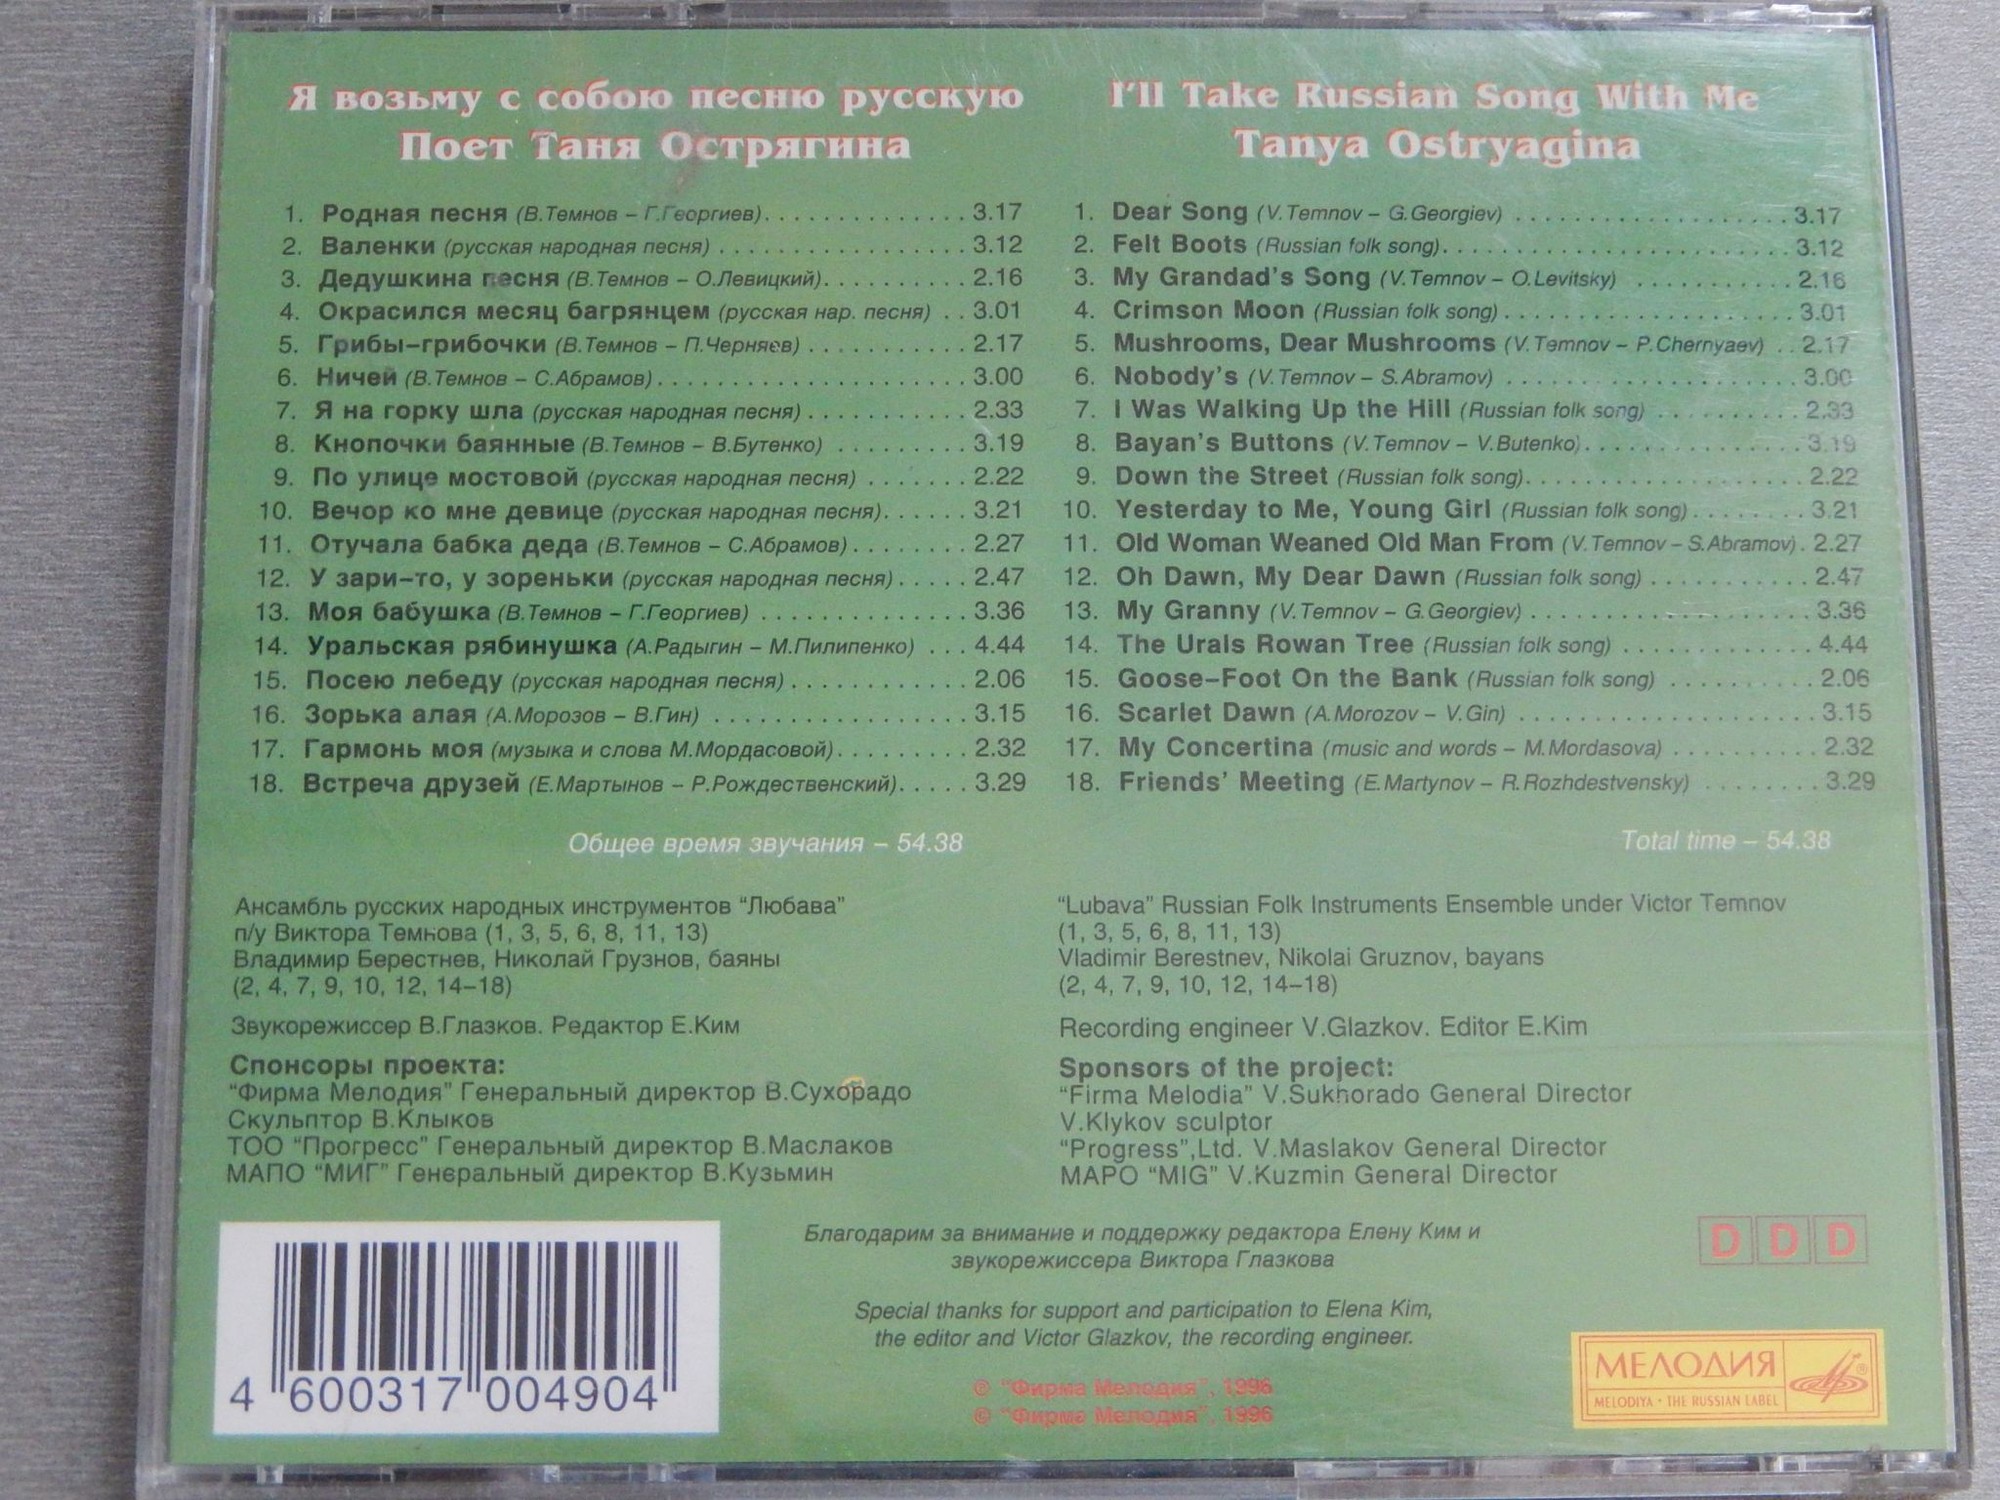 Я возьму с собою песню русскую
Поет Таня Острягина
1. Родная песня (В.Темнов – Г.Георгиев). . . . . . . . . . . . . . 3.17
2. Валенки (русская народная песня) . . . . . . . . . . . . . . . . . 3.12
3. Дедушкина песня (В.Темнов – О.Левицкий). . . . . . . . . . 2.16
4. Окрасился месяц багрянцем (русская нар. песня) . . 3.01
5. Грибы–грибочки (В.Темнов – П.Черняев) . . . . . . . . . . . 2.17
6. Ничей (В.Темнов – С.Абрамов). . . . . . . . . . . . . . . . . . . . . 3.00
7. Я на горку шла (русская народная песня) . . . . . . . . . . . 2.33
8. Кнопочки баянные (В.Темнов – В.Бутенко) . . . . . . . . . 3.19
9. По улице мостовой (русская народная песня) . . . . . . . 2.22
10. Вечор ко мне девице (русская народная песня). . . . . . 3.21
11. Отучала бабка деда (В.Темнов – С.Абрамов). . . . . . . . 2.27
12. У зари–то, у зореньки (русская народная песня) . . . . . 2.47
13. Моя бабушка (В.Темнов – Г.Георгиев) . . . . . . . . . . . . . . 3.36
14. Уральская рябинушка (А.Радыгин – М.Пилипенко) . . . 4.44
15. Посею лебеду (русская народная песня) . . . . . . . . . . . . 2.06
16. Зорька алая (А.Морозов – В.Гин) . . . . . . . . . . . . . . . . . . 3.15
17. Гармонь моя (музыка и слова М.Мордасовой). . . . . . . . . 2.32
18. Встреча друзей (Е.Мартынов – Р.Рождественский). . . . . 3.29
Общее время звучания – 54.38
Ансамбль русских народных инструментов “Любава”
п/у Виктора Темнова (1, 3, 5, 6, 8, 11, 13)
Владимир Берестнев, Николай Грузнов, баяны
(2, 4, 7, 9, 10, 12, 14–18)
Звукорежиссер В.Глазков. Редактор Е.Ким
Спонсоры проекта:
“Фирма Мелодия” Генеральный директор В.Сухорадо
Скульптор В.Клыков
ТОО “Прогресс” Генеральный директор В.Маслаков
МАПО “МИГ” Генеральный директор В.Кузьмин
I’ll Take Russian Song With Me
Tanya Ostryagina
1. Dear Song (V.Temnov – G.Georgiev) . . . . . . . . . . . . . . . . . . . 3.17
2. Felt Boots (Russian folk song). . . . . . . . . . . . . . . . . . . . . . . . 3.12
3. My Grandad’s Song (V.Temnov – O.Levitsky) . . . . . . . . . . . 2.16
4. Crimson Moon (Russian folk song) . . . . . . . . . . . . . . . . . . . . 3.01
5. Mushrooms, Dear Mushrooms (V.Temnov – P.Chernyaev) . . 2.17
6. Nobody’s (V.Temnov – S.Abramov) . . . . . . . . . . . . . . . . . . . . 3.00
7. I Was Walking Up the Hill (Russian folk song) . . . . . . . . . . 2.33
8. Bayan’s Buttons (V.Temnov – V.Butenko). . . . . . . . . . . . . . . 3.19
9. Down the Street (Russian folk song). . . . . . . . . . . . . . . . . . . 2.22
10. Yesterday to Me, Young Girl (Russian folk song) . . . . . . . . 3.21
11. Old Woman Weaned Old Man From (V.Temnov – S.Abramov) . 2.27
12. Oh Dawn, My Dear Dawn (Russian folk song) . . . . . . . . . . . 2.47
13. My Granny (V.Temnov – G.Georgiev) . . . . . . . . . . . . . . . . . . . 3.36
14. The Urals Rowan Tree (Russian folk song) . . . . . . . . . . . . . 4.44
15. Goose–Foot On the Bank (Russian folk song) . . . . . . . . . . 2.06
16. Scarlet Dawn (A.Morozov – V.Gin) . . . . . . . . . . . . . . . . . . . . 3.15
17. My Concertina (music and words – M.Mordasova) . . . . . . . . . . 2.32
18. Friends’ Meeting (E.Martynov – R.Rozhdestvensky) . . . . . . . . 3.29
Total time – 54.38
“Lubava” Russian Folk Instruments Ensemble under Victor Temnov
(1, 3, 5, 6, 8, 11, 13)
Vladimir Berestnev, Nikolai Gruznov, bayans
(2, 4, 7, 9, 10, 12, 14–18)
Recording engineer V.Glazkov. Editor E.Kim
Sponsors of the project:
“Firma Melodia” V.Sukhorado General Director
V.Klykov sculptor
“Progress”,Ltd. V.Maslakov General Director
MAPO “MIG” V.Kuzmin General Director
4 600317 004904
Благодарим за внимание и поддержку редактора Елену Ким и
звукорежиссера Виктора Глазкова
Special thanks for support and participation to Elena Kim,
the editor and Victor Glazkov, the recording engineer.
℗ “Фирма Мелодия”, 1996
© “Фирма Мелодия”, 1996
D D D
МЕЛОДИЯ ®
MELODIYA · THE RUSSIAN LABEL